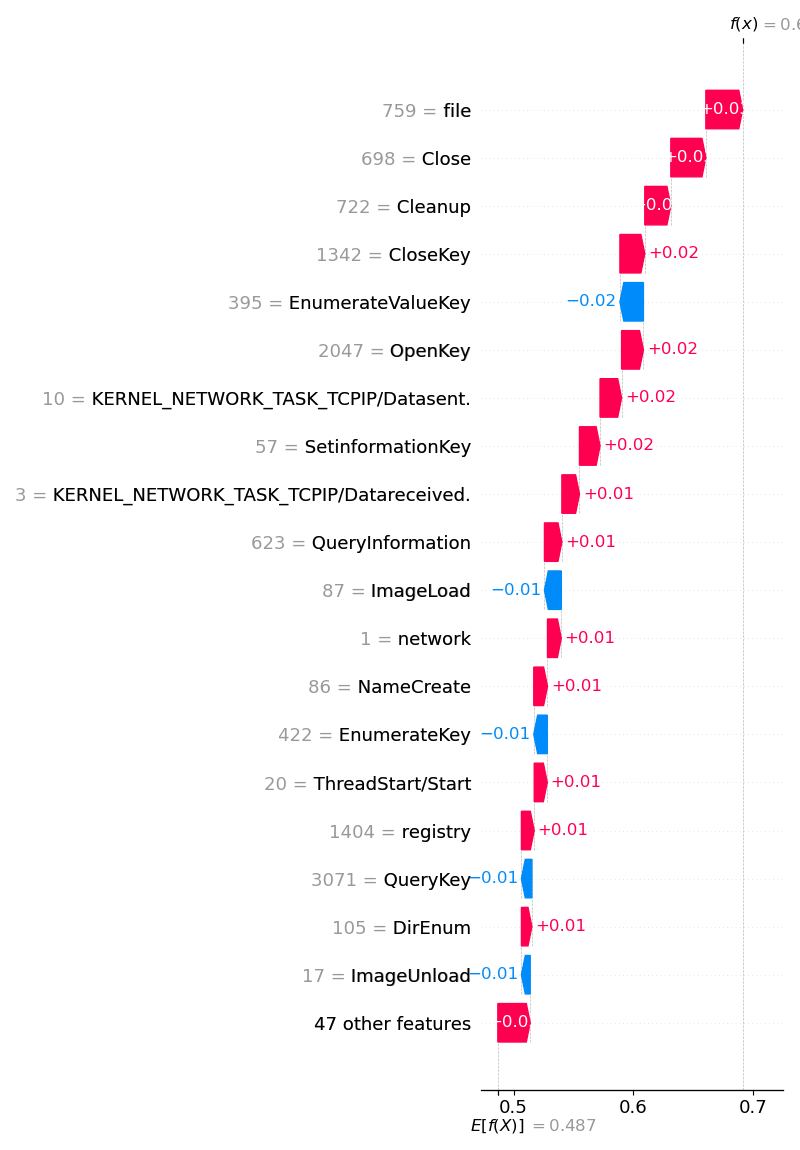 f(x) = 0.6
759 = file
+0.0
698 = Close
+0.0
722 = Cleanup
+0.0
1342 = CloseKey +0.02
395 = EnumerateValueKey −0.02
2047 = OpenKey +0.02
10 = KERNEL_NETWORK_TASK_TCPIP/Datasent. +0.02
57 = SetinformationKey +0.02
3 = KERNEL_NETWORK_TASK_TCPIP/Datareceived. +0.01
623 = QueryInformation +0.01
87 = ImageLoad −0.01
1 = network +0.01
86 = NameCreate +0.01
422 = EnumerateKey −0.01
20 = ThreadStart/Start +0.01
1404 = registry +0.01
3071 = QueryKey −0.01
105 = DirEnum +0.01
17 = ImageUnload −0.01
47 other features +0.0
0.5 0.6 0.7
E[f(X)] = 0.487